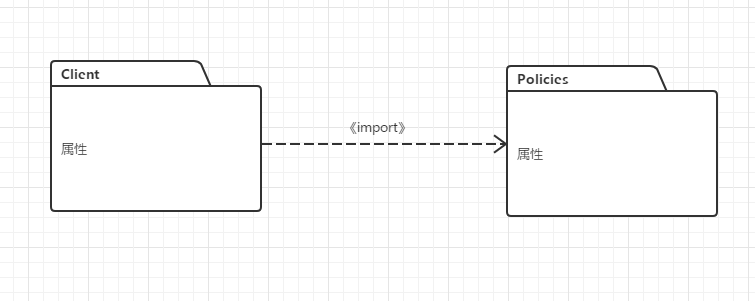 Client
Policies
《import》
属性
属性